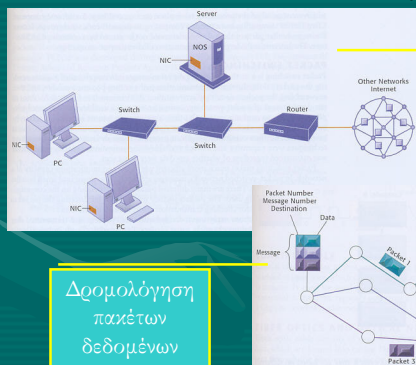 Server
NOS
NIC
Other Networks
Internet
Switch
Router
NIC
PC
Switch
NIC
PC
Packet Number
Message Number
Destination
Data
Message
Packet 1
Packet 3
Δρομολόγηση
πακέτων
δεδομένων